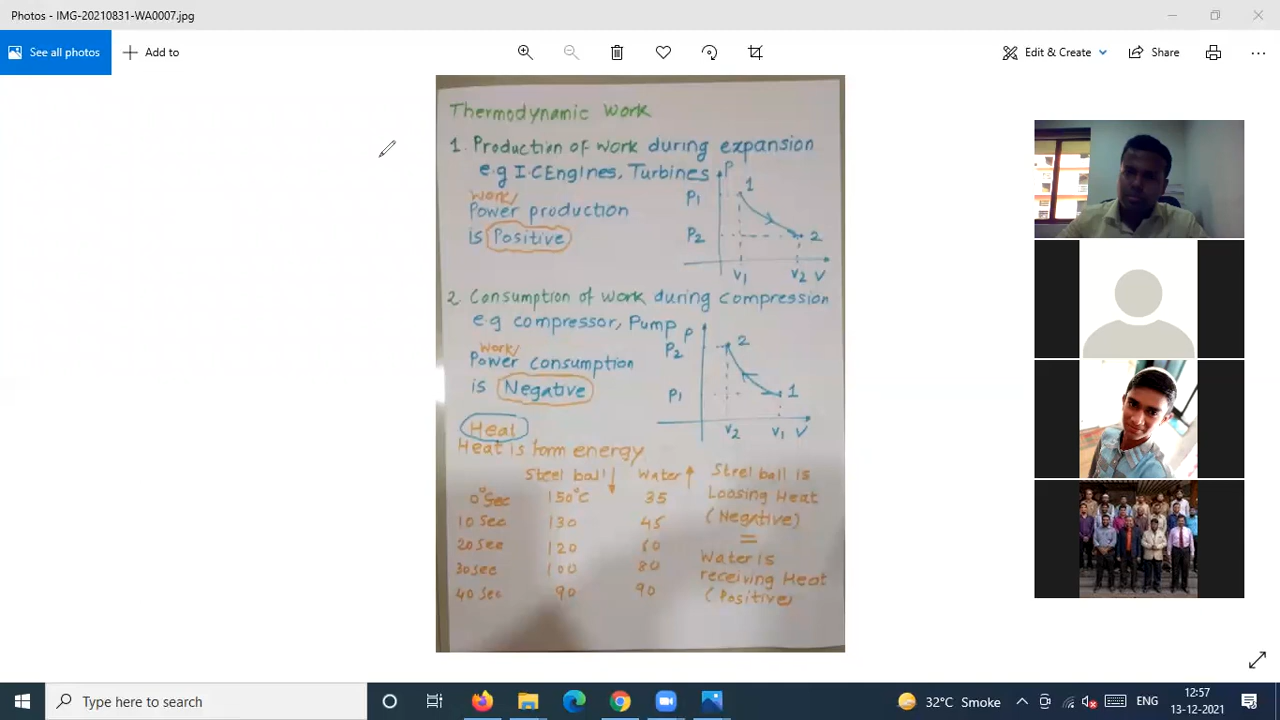 Photos - IMG-20210831-WA0007.jpg
See all photos
Add to
Edit & Create
Share
Thermodynamic Work
1. Production of work during expansion
e.g I.C Engines, Turbines
Work/
Power production
is Positive
P
P1
P2
1
2
V1
V2
V
2. Consumption of work during compression
e.g compressor, Pump
Work/
Power consumption
is Negative
P
P2
P1
2
1
V2
V1
V
Heat
Heat is form energy
Steel ball Water
0 Sec 150°C 35
10 Sec 130 45
20 Sec 120 60
30 Sec 100 80
40 Sec 90 90
Steel ball is
Loosing Heat
(Negative)
=
Water is
receiving Heat
(Positive)
Type here to search
32°C Smoke
ENG
12:57
13-12-2021